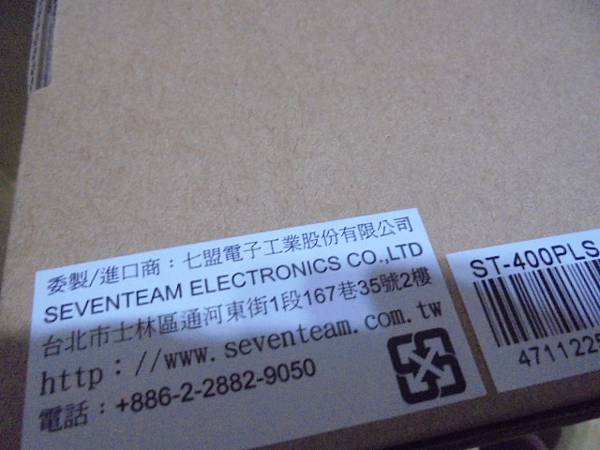 委製/進口商：七盟電子工業股份有限公司
SEVENTEAM ELECTRONICS CO.,LTD
台北市士林區通河東街1段167巷35號2樓
http：//www.seventeam.com.tw
電話：+886-2-2882-9050
ST-400PLS
4711225